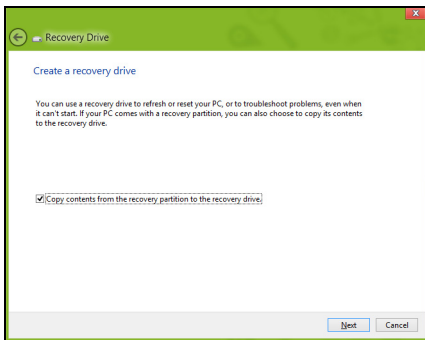 Recovery Drive
Create a recovery drive
You can use a recovery drive to refresh or reset your PC, or to troubleshoot problems, even when
it can't start. If your PC comes with a recovery partition, you can also choose to copy its contents
to the recovery drive.
Copy contents from the recovery partition to the recovery drive.
Next Cancel